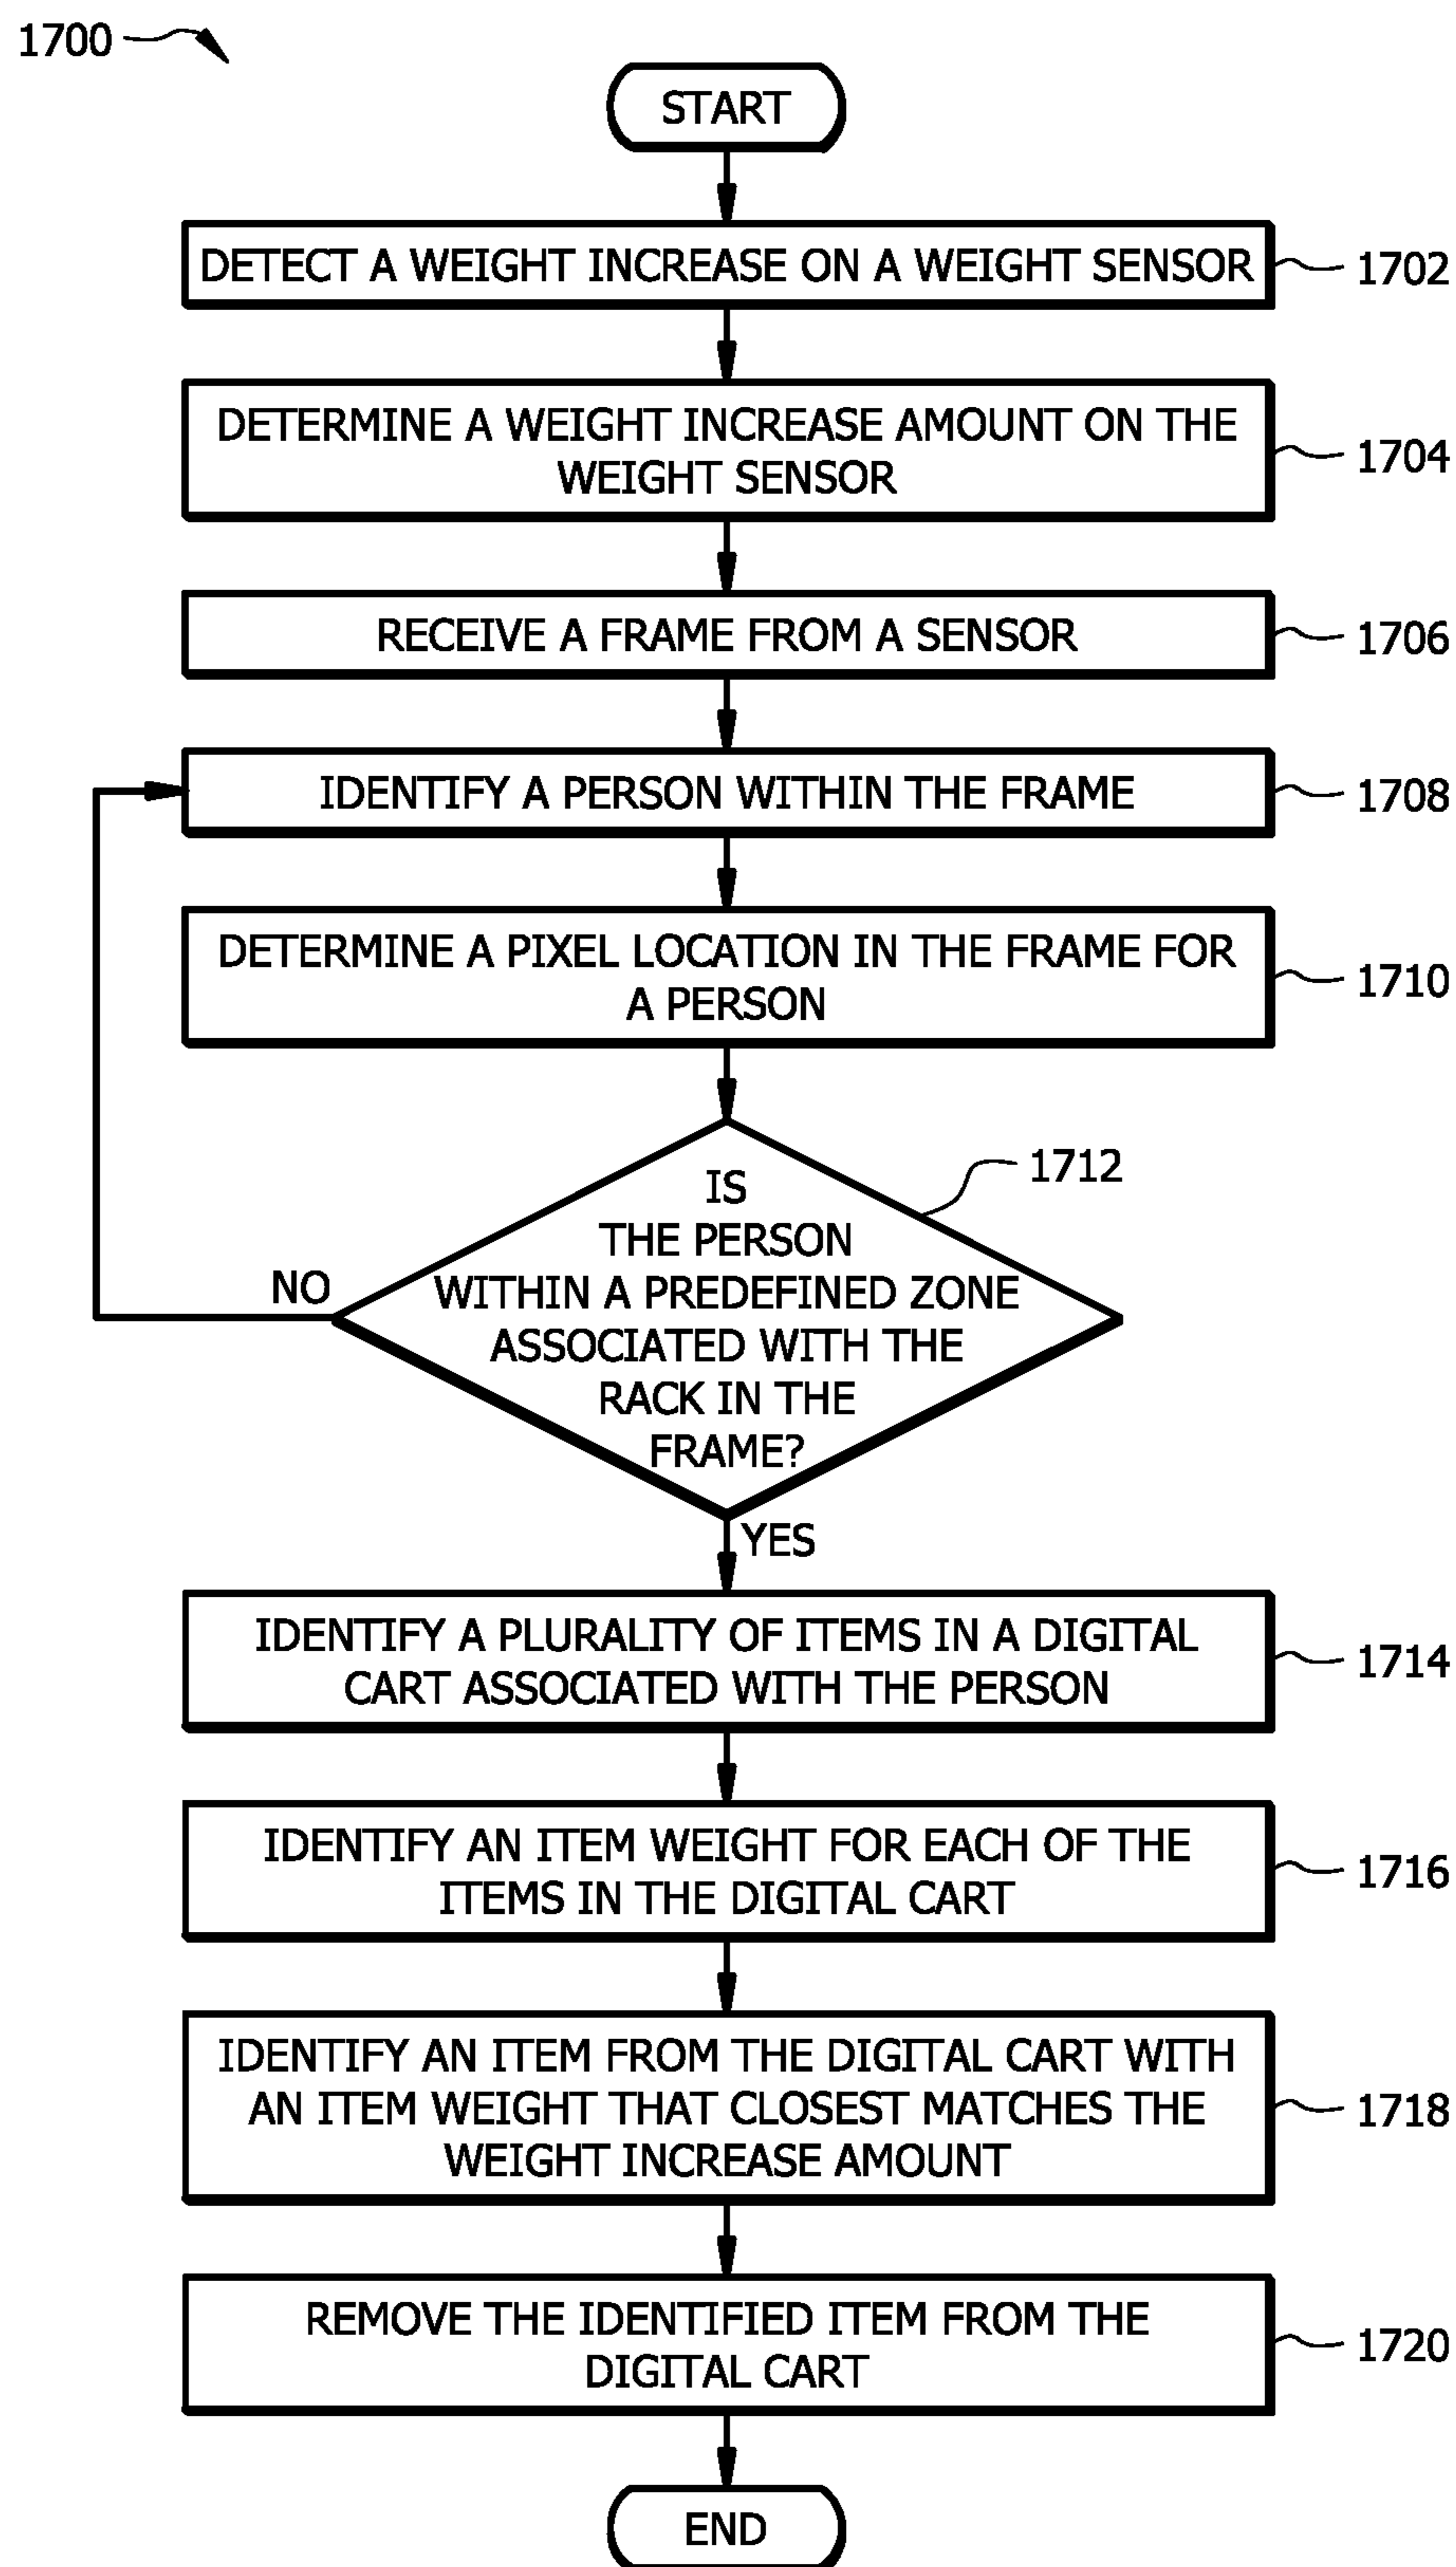 1700
START
DETECT A WEIGHT INCREASE ON A WEIGHT SENSOR
1702
DETERMINE A WEIGHT INCREASE AMOUNT ON THE
WEIGHT SENSOR
1704
RECEIVE A FRAME FROM A SENSOR
1706
IDENTIFY A PERSON WITHIN THE FRAME
1708
DETERMINE A PIXEL LOCATION IN THE FRAME FOR
A PERSON
1710
IS
THE PERSON
WITHIN A PREDEFINED ZONE
ASSOCIATED WITH THE
RACK IN THE
FRAME?
1712
NO
YES
IDENTIFY A PLURALITY OF ITEMS IN A DIGITAL
CART ASSOCIATED WITH THE PERSON
1714
IDENTIFY AN ITEM WEIGHT FOR EACH OF THE
ITEMS IN THE DIGITAL CART
1716
IDENTIFY AN ITEM FROM THE DIGITAL CART WITH
AN ITEM WEIGHT THAT CLOSEST MATCHES THE
WEIGHT INCREASE AMOUNT
1718
REMOVE THE IDENTIFIED ITEM FROM THE
DIGITAL CART
1720
END